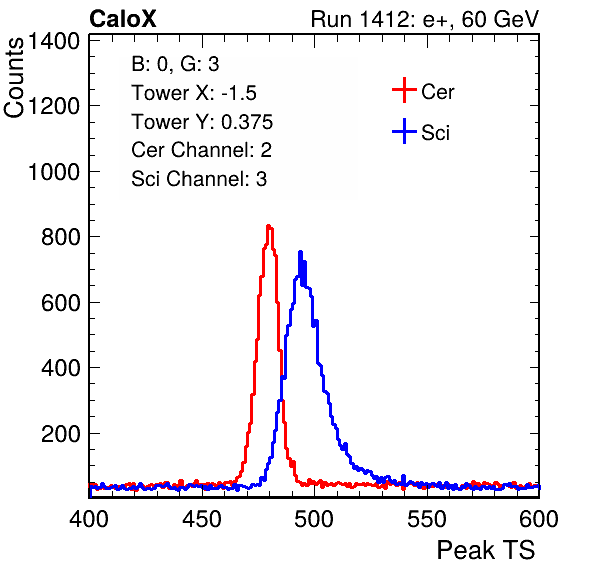 CaloX Run 1412: e+, 60 GeV
Counts
1400
1200
1000
800
600
400
200
B: 0, G: 3
Tower X: -1.5
Tower Y: 0.375
Cer Channel: 2
Sci Channel: 3
Cer
Sci
400 450 500 550 600
Peak TS